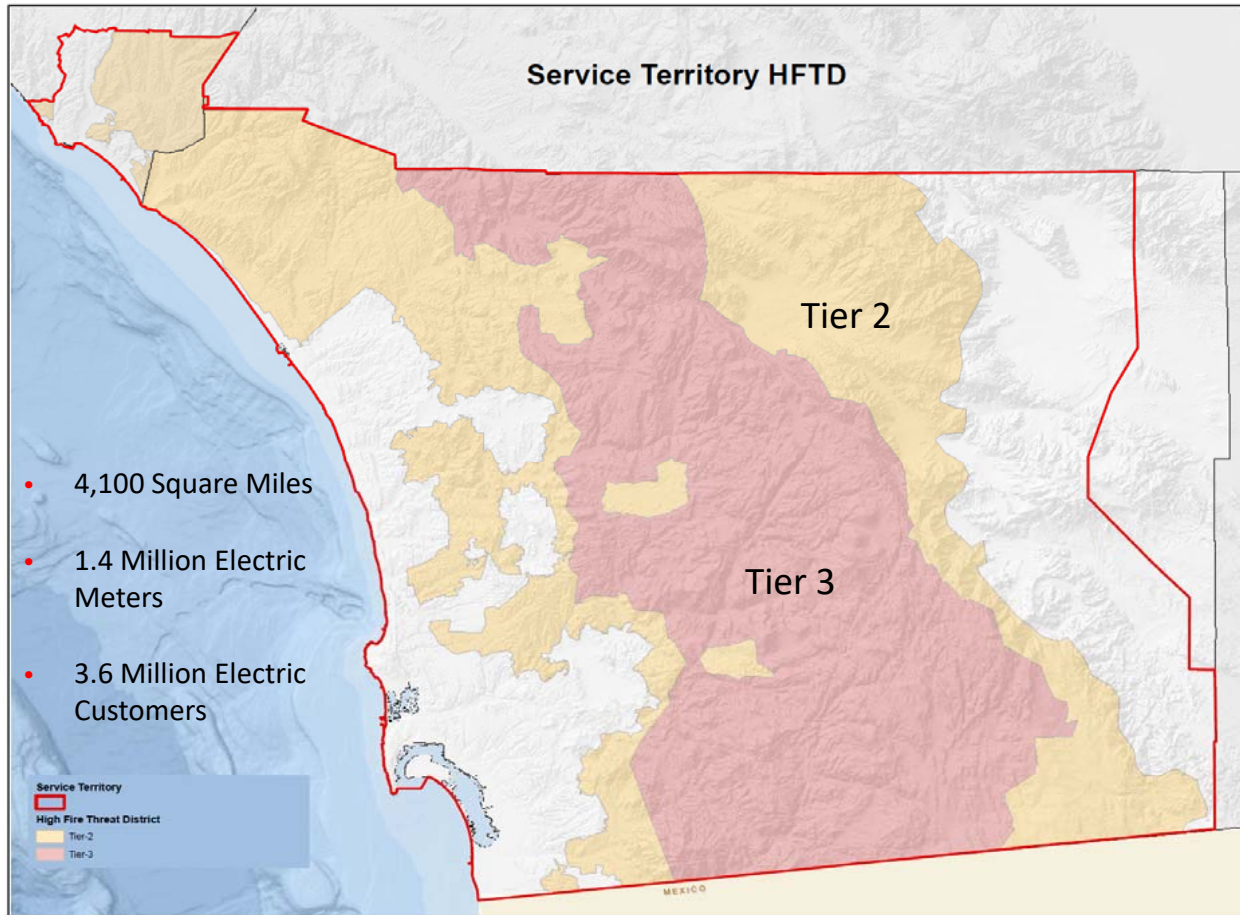 Service Territory HFTD
Tier 2
Tier 3
• 4,100 Square Miles
• 1.4 Million Electric
Meters
• 3.6 Million Electric
Customers
Service Territory
High Fire Threat District
Tier-2
Tier-3
MEXICO